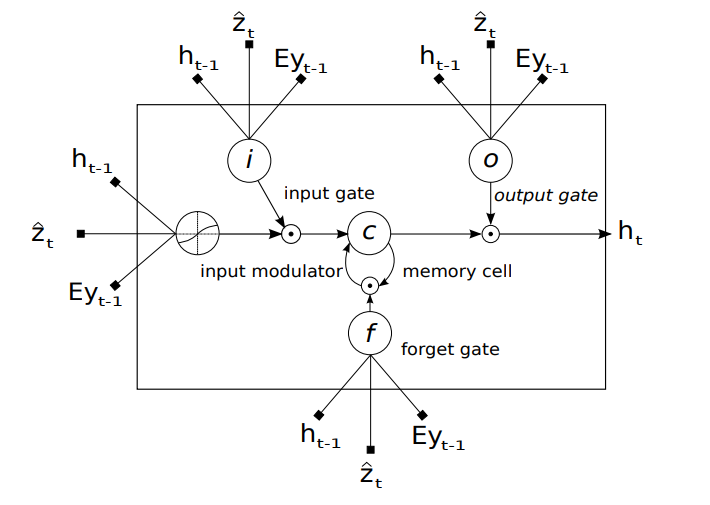 ẑt
ẑt
ht-1
Eyt-1
ht-1
Eyt-1
i
o
ht-1
input gate
output gate
ẑt
c
ht
input modulator
memory cell
Eyt-1
f
forget gate
ht-1
Eyt-1
ẑt